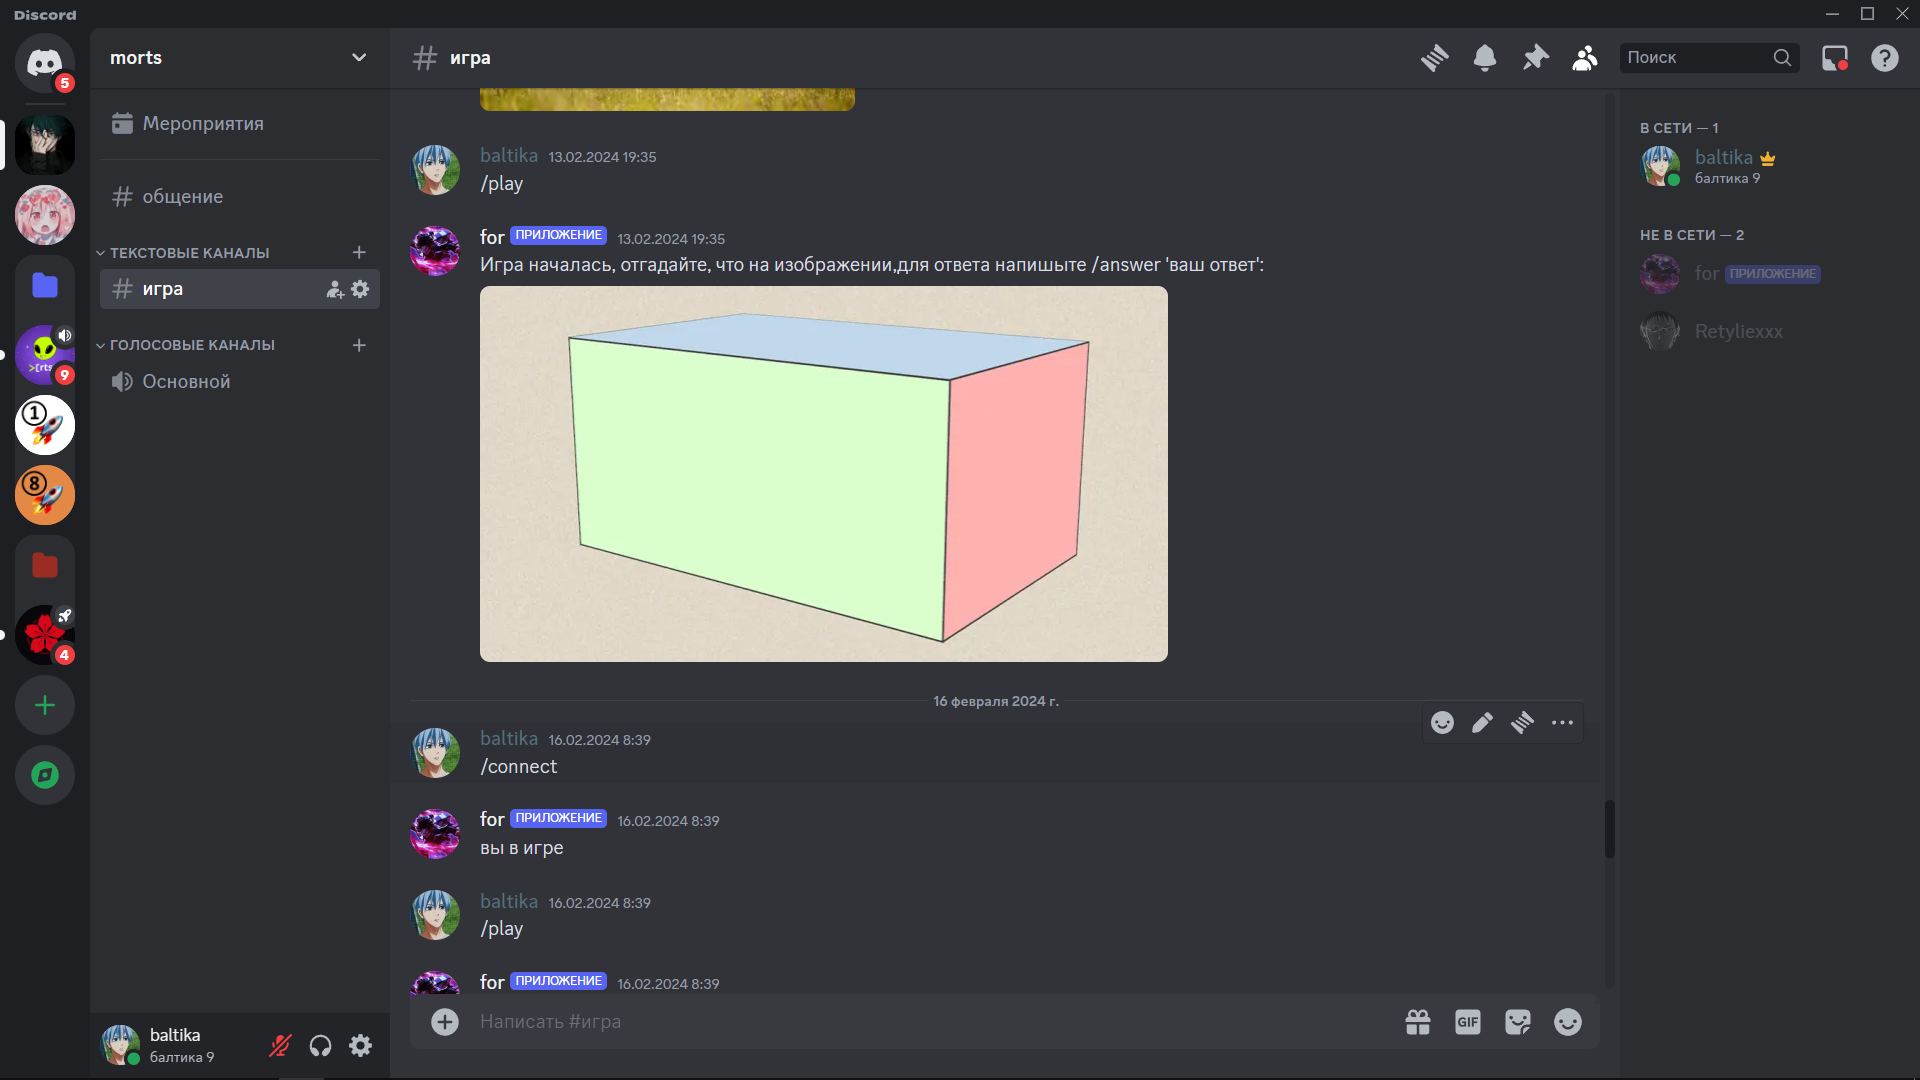 Discord
morts
# игра
Поиск
5
Мероприятия
# общение
ТЕКСТОВЫЕ КАНАЛЫ
# игра
ГОЛОСОВЫЕ КАНАЛЫ
Основной
>[rts
9
1
8
4
baltika 13.02.2024 19:35
/play
for ПРИЛОЖЕНИЕ 13.02.2024 19:35
Игра началась, отгадайте, что на изображении,для ответа напишыте /answer 'ваш ответ':
16 февраля 2024 г.
baltika 16.02.2024 8:39
/connect
for ПРИЛОЖЕНИЕ 16.02.2024 8:39
вы в игре
baltika 16.02.2024 8:39
/play
for ПРИЛОЖЕНИЕ 16.02.2024 8:39
Написать #игра
GIF
baltika
балтика 9
В СЕТИ — 1
baltika
балтика 9
НЕ В СЕТИ — 2
for ПРИЛОЖЕНИЕ
Retyliexxx